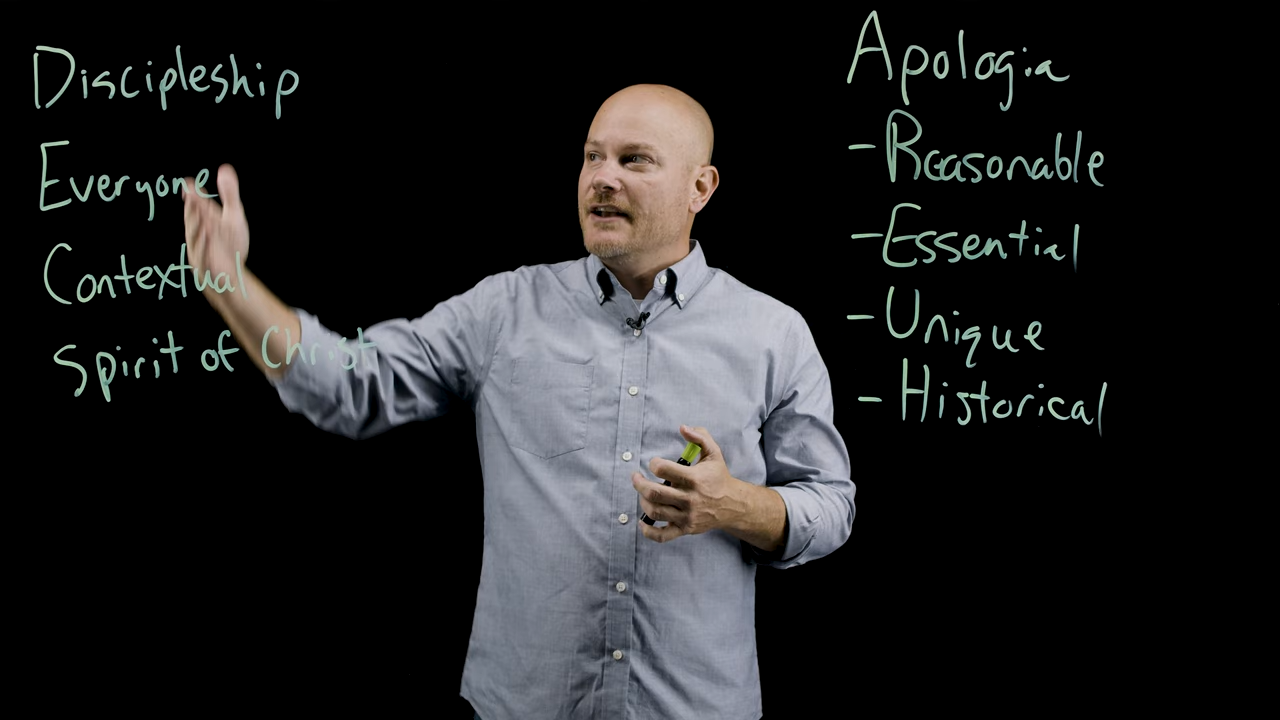 Discipleship
Everyone
Contextual
Spirit of Christ
Apologia
- Reasonable
- Essential
- Unique
- Historical